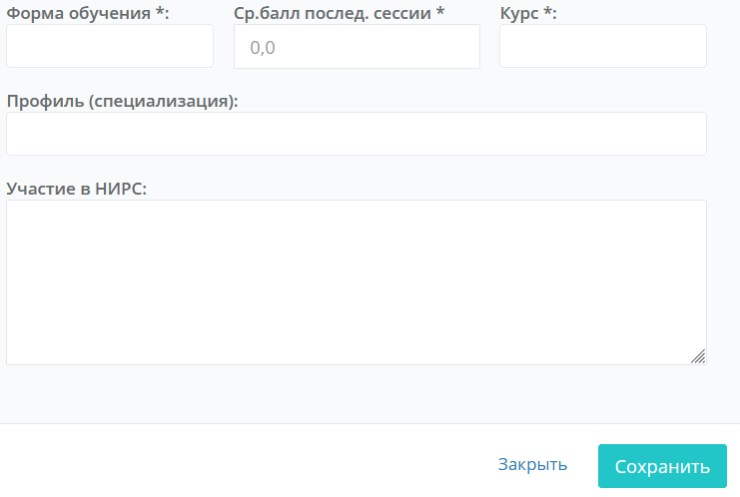 Форма обучения *: Ср.балл послед. сессии * Курс *:
0,0
Профиль (специализация):
Участие в НИРС:
Закрыть Сохранить